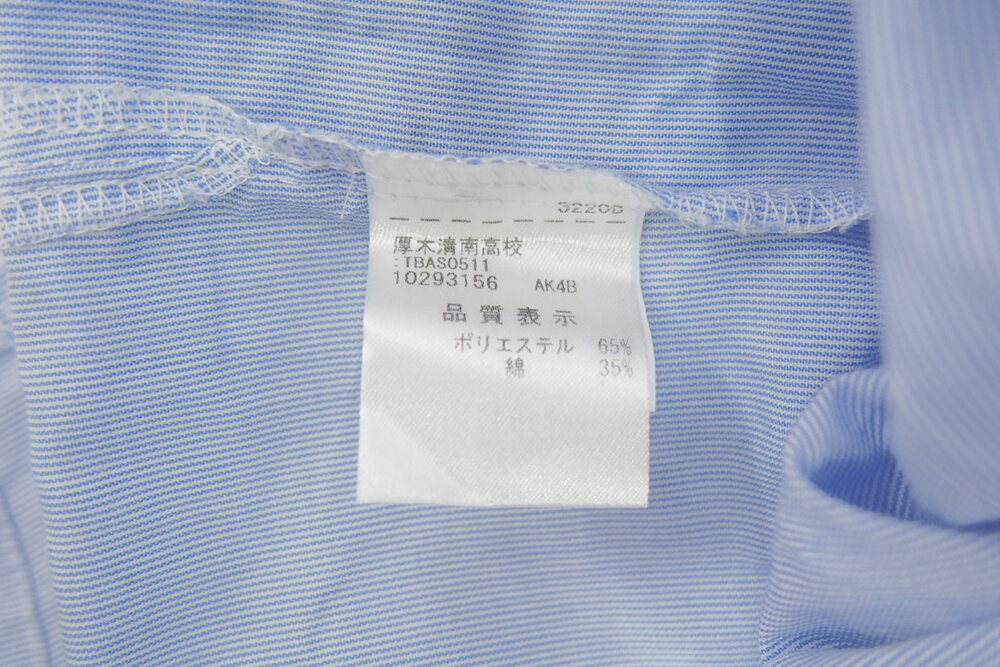 3220B
厚木清南高校
:TBAS0511
10293156 AK4B
品質表示
ポリエステル 65%
綿 35%